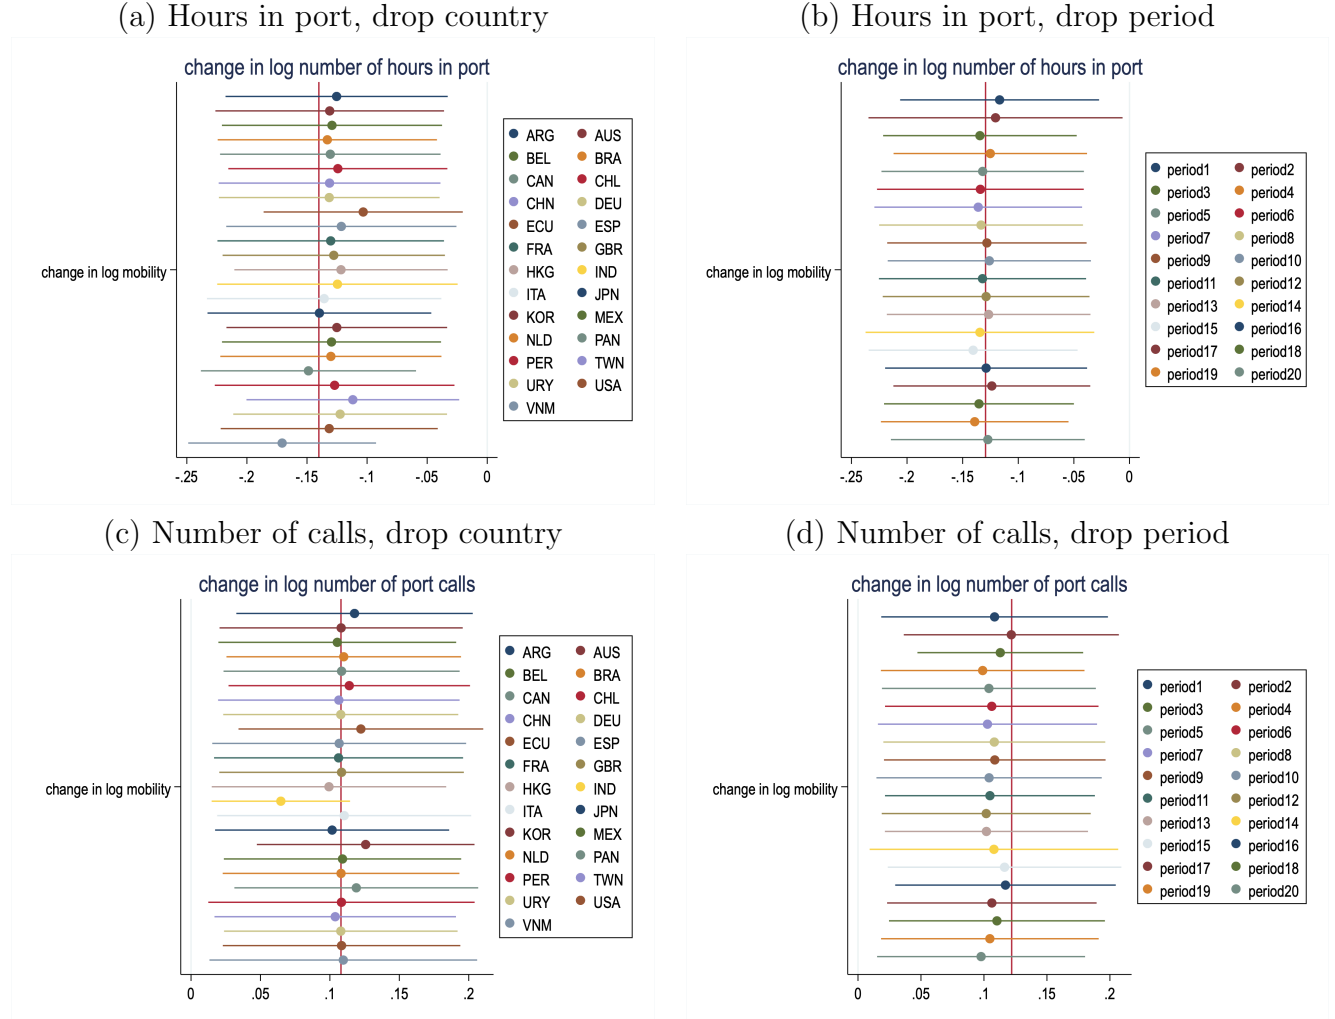 (a) Hours in port, drop country
change in log number of hours in port
change in log mobility
-.25 -.2 -.15 -.1 -.05 0
ARG AUS
BEL BRA
CAN CHL
CHN DEU
ECU ESP
FRA GBR
HKG IND
ITA JPN
KOR MEX
NLD PAN
PER TWN
URY USA
VNM
(b) Hours in port, drop period
change in log number of hours in port
change in log mobility
-.25 -.2 -.15 -.1 -.05 0
period1 period2
period3 period4
period5 period6
period7 period8
period9 period10
period11 period12
period13 period14
period15 period16
period17 period18
period19 period20
(c) Number of calls, drop country
change in log number of port calls
change in log mobility
0 .05 .1 .15 .2
ARG AUS
BEL BRA
CAN CHL
CHN DEU
ECU ESP
FRA GBR
HKG IND
ITA JPN
KOR MEX
NLD PAN
PER TWN
URY USA
VNM
(d) Number of calls, drop period
change in log number of port calls
change in log mobility
0 .05 .1 .15 .2
period1 period2
period3 period4
period5 period6
period7 period8
period9 period10
period11 period12
period13 period14
period15 period16
period17 period18
period19 period20